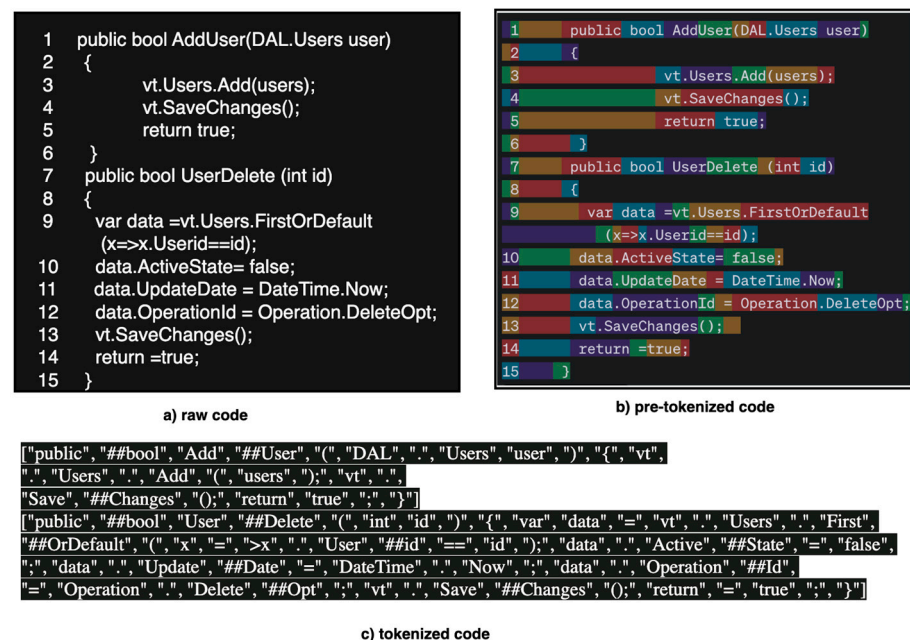 1 public bool AddUser(DAL.Users user)
2 {
3 vt.Users.Add(users);
4 vt.SaveChanges();
5 return true;
6 }
7 public bool UserDelete (int id)
8 {
9 var data =vt.Users.FirstOrDefault
(x=>x.Userid==id);
10 data.ActiveState= false;
11 data.UpdateDate = DateTime.Now;
12 data.OperationId = Operation.DeleteOpt;
13 vt.SaveChanges();
14 return =true;
15 }
a) raw code
1 public bool AddUser(DAL.Users user)
2 {
3 vt.Users.Add(users);
4 vt.SaveChanges();
5 return true;
6 }
7 public bool UserDelete (int id)
8 {
9 var data =vt.Users.FirstOrDefault
(x=>x.Userid==id);
10 data.ActiveState= false;
11 data.UpdateDate = DateTime.Now;
12 data.OperationId = Operation.DeleteOpt;
13 vt.SaveChanges();
14 return =true;
15 }
b) pre-tokenized code
["public", "##bool", "Add", "##User", "(", "DAL", ".", "Users", "user", ")", "{", "vt",
".", "Users", ".", "Add", "(", "users", ");", "vt", ".",
"Save", "##Changes", "();", "return", "true", ";", "}"]
["public", "##bool", "User", "##Delete", "(", "int", "id", ")", "{", "var", "data", "=", "vt", ".", "Users", ".", "First",
"##OrDefault", "(", "x", "=", ">x", ".", "User", "##id", "==", "id", ");", "data", ".", "Active", "##State", "=", "false",
";", "data", ".", "Update", "##Date", "=", "DateTime", ".", "Now", ";", "data", ".", "Operation", "##Id",
"=", "Operation", ".", "Delete", "##Opt", ";", "vt", ".", "Save", "##Changes", "();", "return", "=", "true", ";", "}"]
c) tokenized code